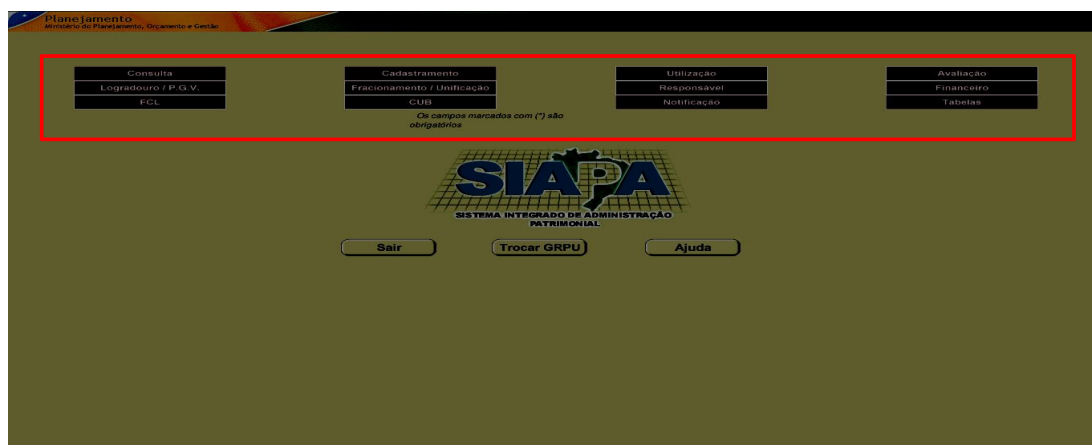 Planejamento
Ministério do Planejamento, Orçamento e Gestão
Consulta
Cadastramento
Utilização
Avaliação
Logradouro / P.G.V.
Fracionamento / Unificação
Responsável
Financeiro
FCL
CUB
Notificação
Tabelas
Os campos marcados com (*) são
obrigatórios
SIAPA
SISTEMA INTEGRADO DE ADMINISTRAÇÃO
PATRIMONIAL
Sair
Trocar GRPU
Ajuda